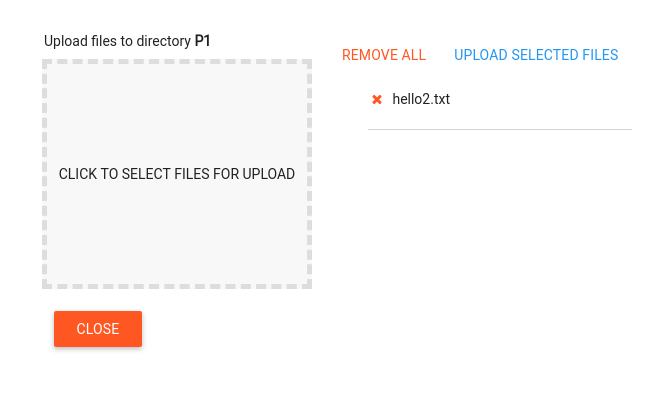 Upload files to directory P1
REMOVE ALL
UPLOAD SELECTED FILES
hello2.txt
CLICK TO SELECT FILES FOR UPLOAD
CLOSE